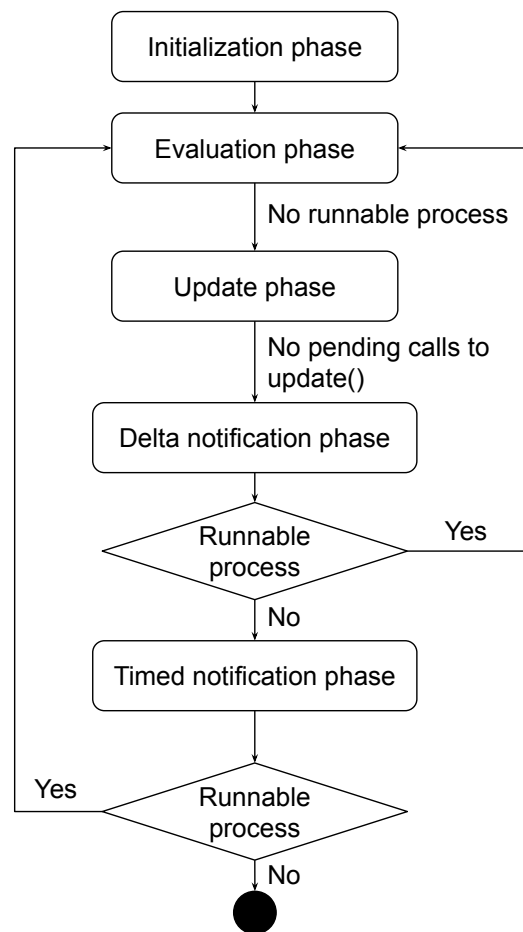 Initialization phase
Evaluation phase
No runnable process
Update phase
No pending calls to
update()
Delta notification phase
Runnable
process
Yes
No
Timed notification phase
Yes
Runnable
process
No